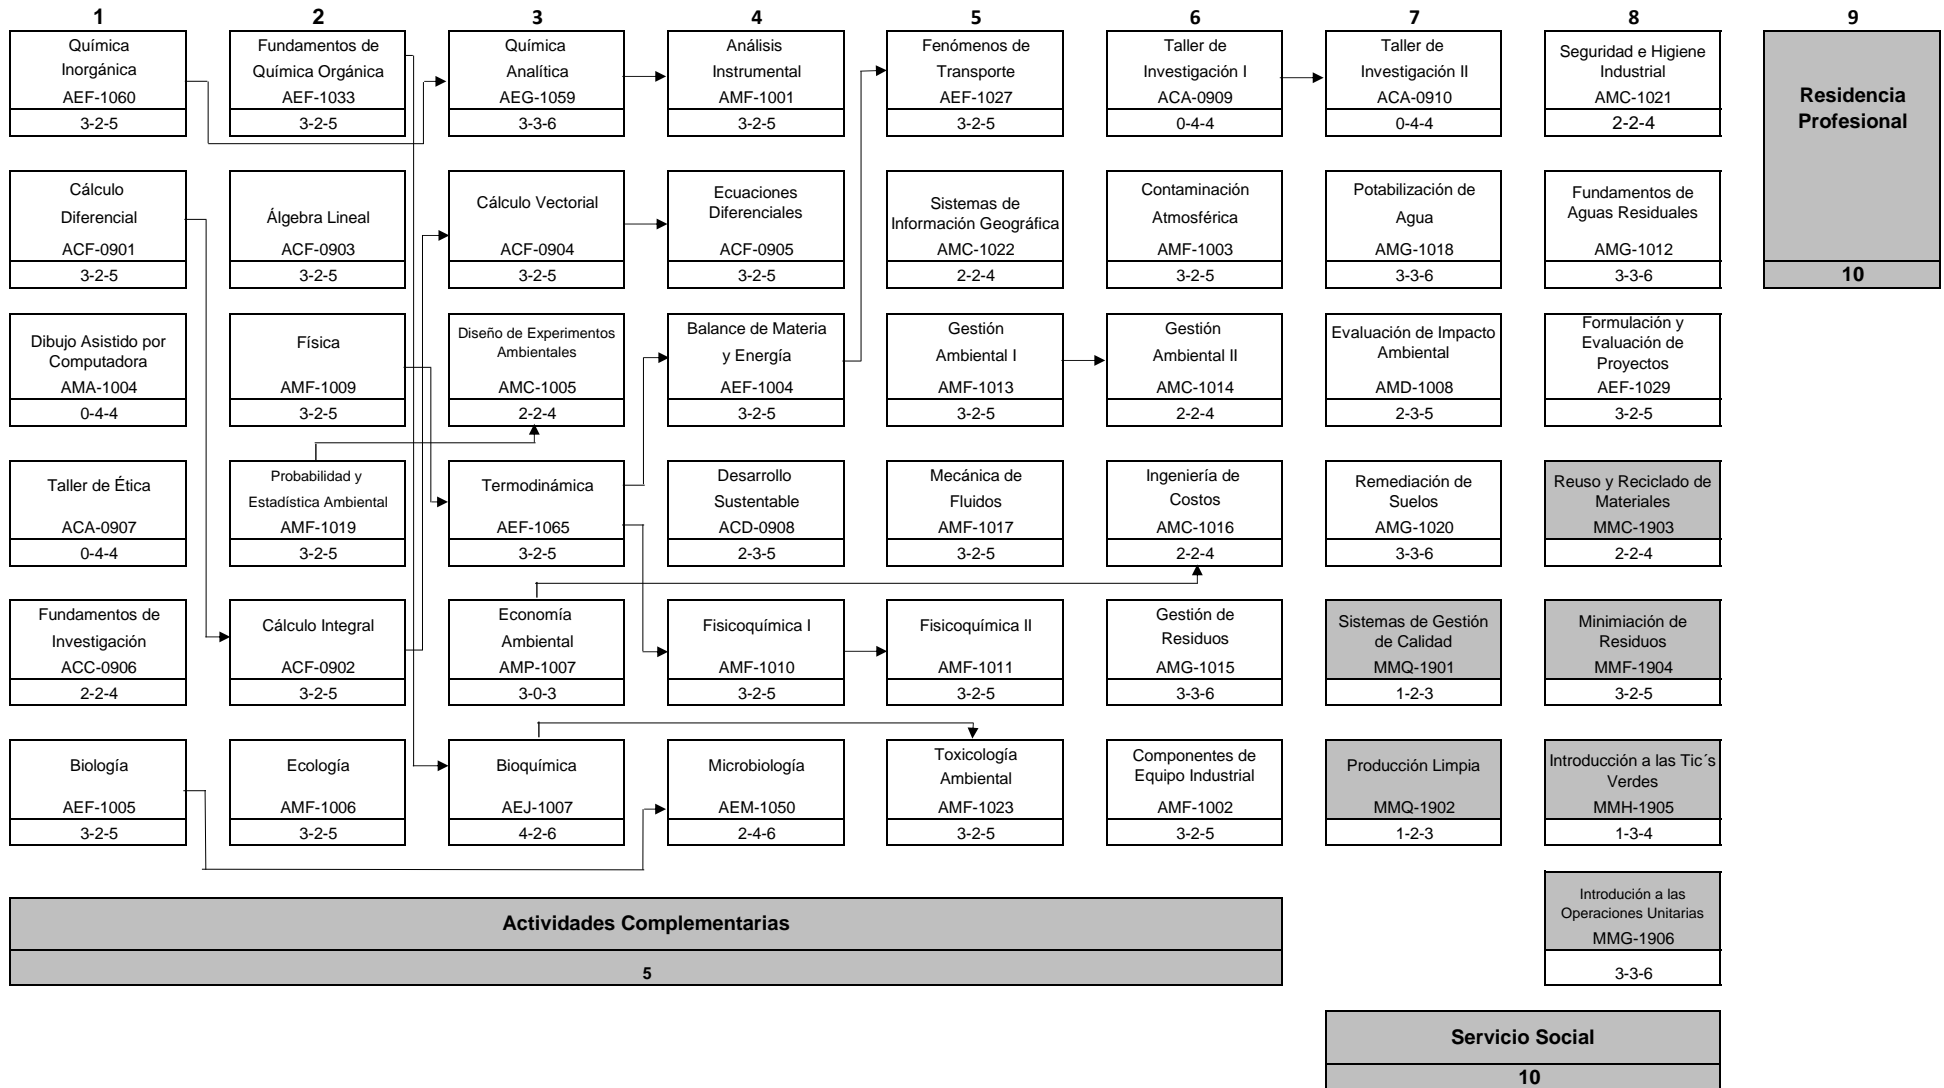 1
2
3
4
5
6
7
8
9
Química
Inorgánica
AEF-1060
3-2-5
Fundamentos de
Química Orgánica
AEF-1033
3-2-5
Química
Analítica
AEG-1059
3-3-6
Análisis
Instrumental
AMF-1001
3-2-5
Fenómenos de
Transporte
AEF-1027
3-2-5
Taller de
Investigación I
ACA-0909
0-4-4
Taller de
Investigación II
ACA-0910
0-4-4
Seguridad e Higiene
Industrial
AMC-1021
2-2-4
Residencia
Profesional
10
Cálculo
Diferencial
ACF-0901
3-2-5
Álgebra Lineal
ACF-0903
3-2-5
Cálculo Vectorial
ACF-0904
3-2-5
Ecuaciones
Diferenciales
ACF-0905
3-2-5
Sistemas de
Información Geográfica
AMC-1022
2-2-4
Contaminación
Atmosférica
AMF-1003
3-2-5
Potabilización de
Agua
AMG-1018
3-3-6
Fundamentos de
Aguas Residuales
AMG-1012
3-3-6
Dibujo Asistido por
Computadora
AMA-1004
0-4-4
Física
AMF-1009
3-2-5
Diseño de Experimentos
Ambientales
AMC-1005
2-2-4
Balance de Materia
y Energía
AEF-1004
3-2-5
Gestión
Ambiental I
AMF-1013
3-2-5
Gestión
Ambiental II
AMC-1014
2-2-4
Evaluación de Impacto
Ambiental
AMD-1008
2-3-5
Formulación y
Evaluación de
Proyectos
AEF-1029
3-2-5
Taller de Ética
ACA-0907
0-4-4
Probabilidad y
Estadística Ambiental
AMF-1019
3-2-5
Termodinámica
AEF-1065
3-2-5
Desarrollo
Sustentable
ACD-0908
2-3-5
Mecánica de
Fluidos
AMF-1017
3-2-5
Ingeniería de
Costos
AMC-1016
2-2-4
Remediación de
Suelos
AMG-1020
3-3-6
Reuso y Reciclado de
Materiales
MMC-1903
2-2-4
Fundamentos de
Investigación
ACC-0906
2-2-4
Cálculo Integral
ACF-0902
3-2-5
Economía
Ambiental
AMP-1007
3-0-3
Fisicoquímica I
AMF-1010
3-2-5
Fisicoquímica II
AMF-1011
3-2-5
Gestión de
Residuos
AMG-1015
3-3-6
Sistemas de Gestión
de Calidad
MMQ-1901
1-2-3
Minimiación de
Residuos
MMF-1904
3-2-5
Biología
AEF-1005
3-2-5
Ecología
AMF-1006
3-2-5
Bioquímica
AEJ-1007
4-2-6
Microbiología
AEM-1050
2-4-6
Toxicología
Ambiental
AMF-1023
3-2-5
Componentes de
Equipo Industrial
AMF-1002
3-2-5
Producción Limpia
MMQ-1902
1-2-3
Introducción a las Tic´s
Verdes
MMH-1905
1-3-4
Actividades Complementarias
5
Introdución a las
Operaciones Unitarias
MMG-1906
3-3-6
Servicio Social
10